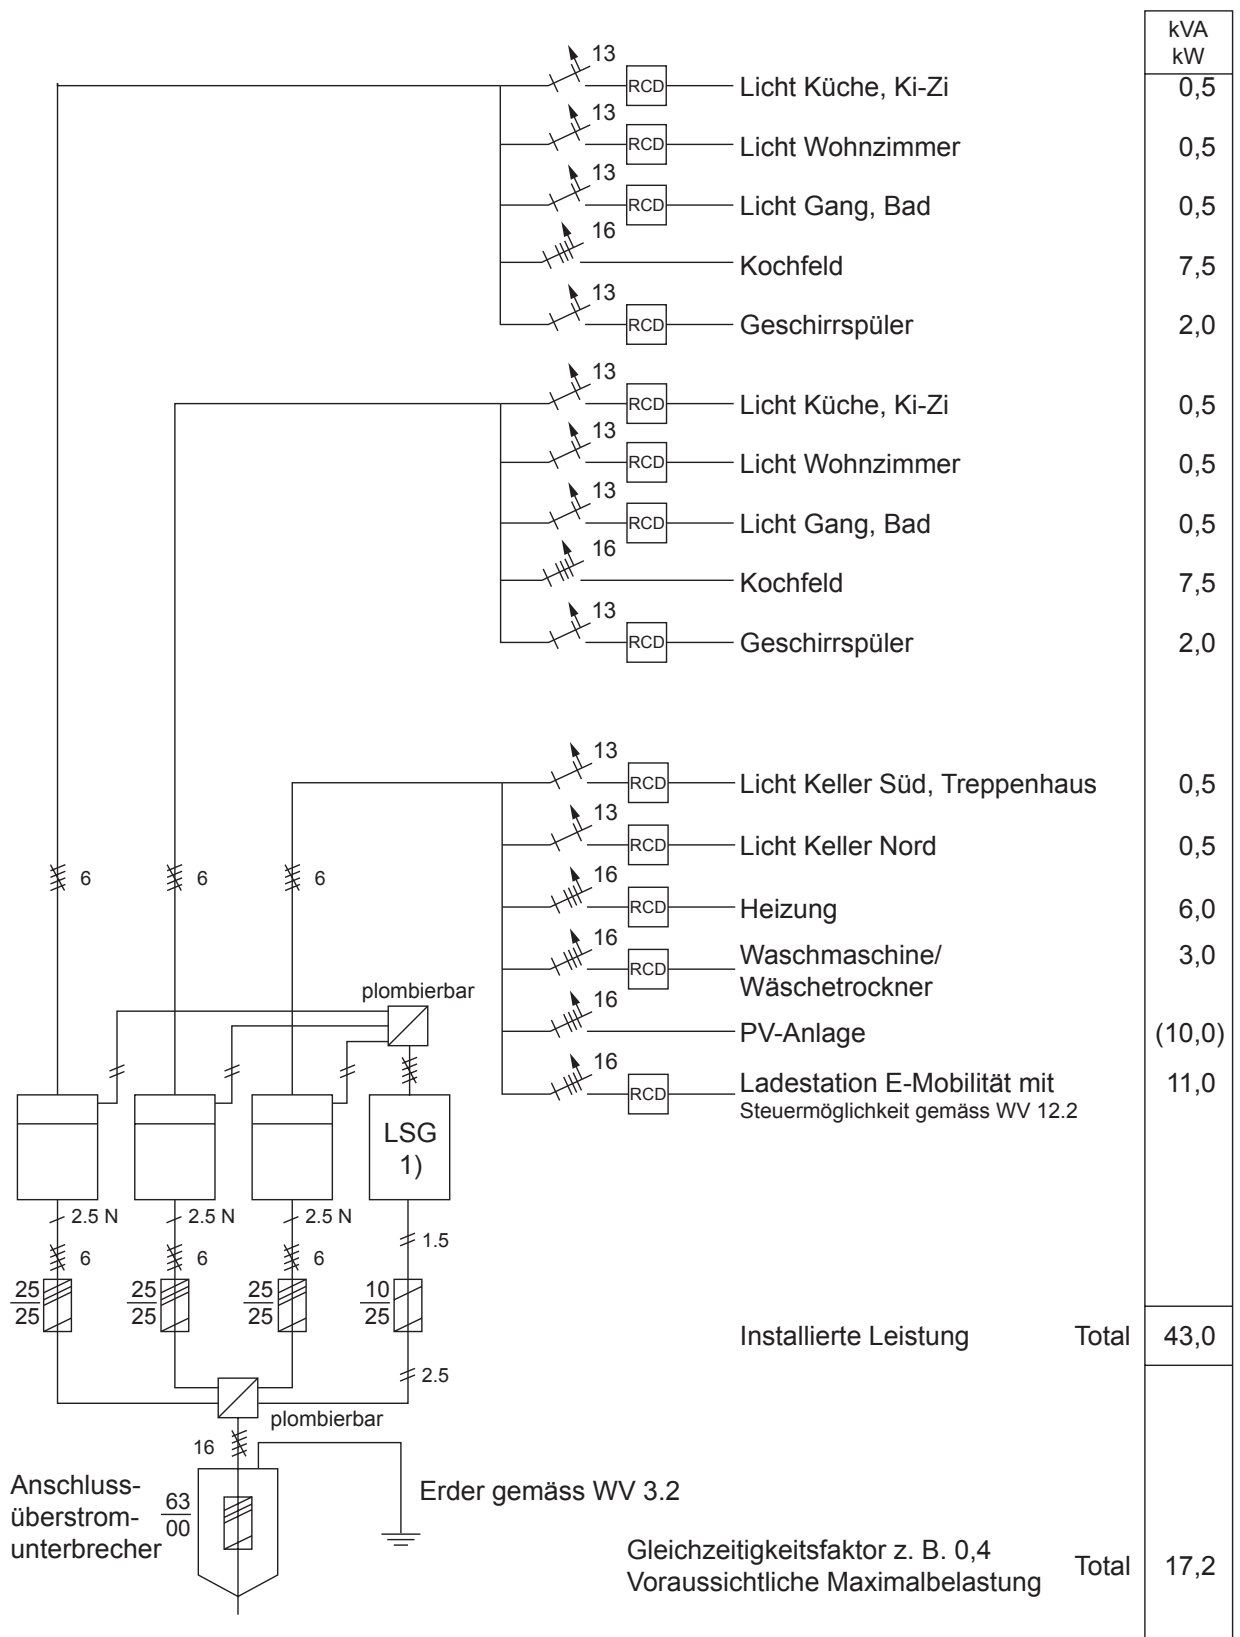 kVA
kW
13
RCD Licht Küche, Ki-Zi 0,5
13
RCD Licht Wohnzimmer 0,5
13
RCD Licht Gang, Bad 0,5
16
Kochfeld 7,5
13
RCD Geschirrspüler 2,0
13
RCD Licht Küche, Ki-Zi 0,5
13
RCD Licht Wohnzimmer 0,5
13
RCD Licht Gang, Bad 0,5
16
Kochfeld 7,5
13
RCD Geschirrspüler 2,0
13
RCD Licht Keller Süd, Treppenhaus 0,5
13
RCD Licht Keller Nord 0,5
6 6 6
16
RCD Heizung 6,0
16
RCD Waschmaschine/ 3,0
Wäschetrockner
plombierbar
16
PV-Anlage (10,0)
16
RCD Ladestation E-Mobilität mit 11,0
Steuermöglichkeit gemäss WV 12.2
LSG
1)
2.5 N 2.5 N 2.5 N
1.5
6 6 6
25 25 25 10
25 25 25 25
Installierte Leistung Total 43,0
2.5
plombierbar
16
Anschluss-
überstrom-
unterbrecher
63
00
Erder gemäss WV 3.2
Gleichzeitigkeitsfaktor z. B. 0,4
Voraussichtliche Maximalbelastung Total 17,2